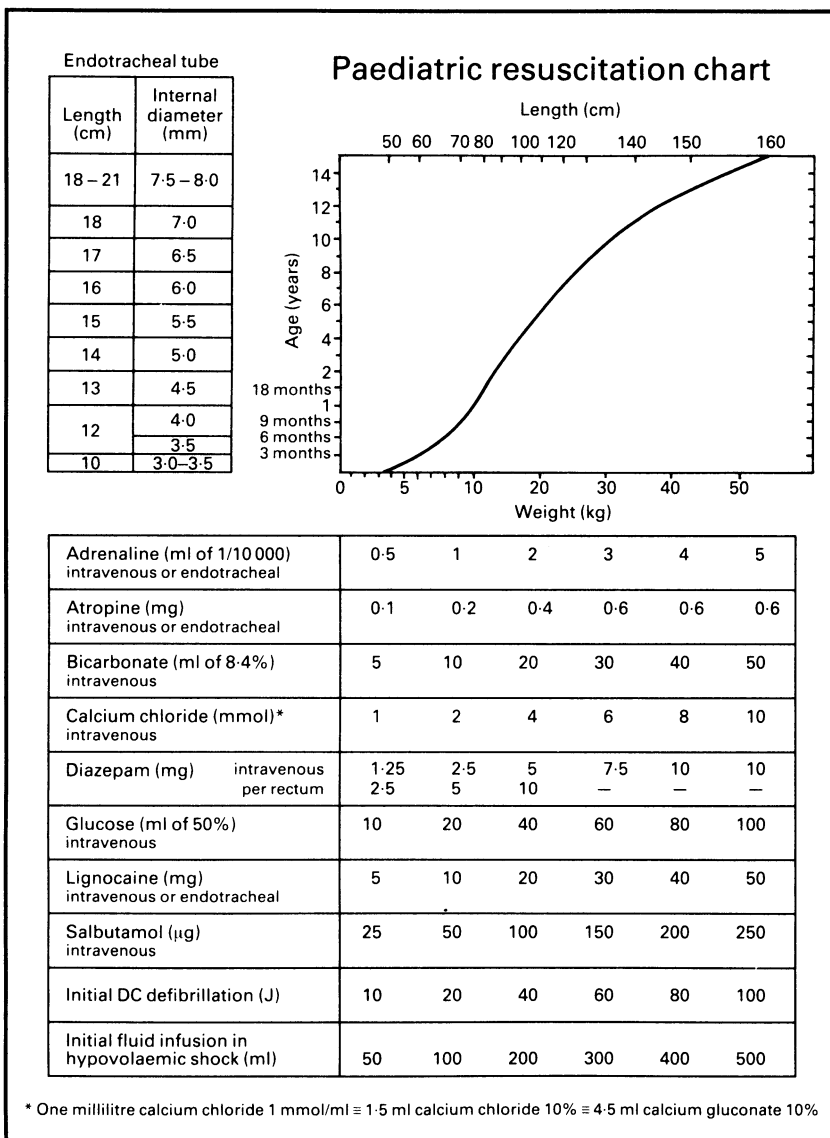 Endotracheal tube
Length (cm) Internal diameter (mm)
18–21 7·5–8·0
18 7·0
17 6·5
16 6·0
15 5·5
14 5·0
13 4·5
12 4·0
3·5
10 3·0–3·5
Paediatric resuscitation chart
Length (cm)
50 60 70 80 100 120 140 150 160
Age (years)
14
12
10
8
6
4
2
18 months
1
9 months
6 months
3 months
0 5 10 20 30 40 50
Weight (kg)
Adrenaline (ml of 1/10 000) 0·5 1 2 3 4 5
intravenous or endotracheal
Atropine (mg) 0·1 0·2 0·4 0·6 0·6 0·6
intravenous or endotracheal
Bicarbonate (ml of 8·4%) 5 10 20 30 40 50
intravenous
Calcium chloride (mmol)* 1 2 4 6 8 10
intravenous
Diazepam (mg) intravenous 1·25 2·5 5 7·5 10 10
per rectum 2·5 5 10 — — —
Glucose (ml of 50%) 10 20 40 60 80 100
intravenous
Lignocaine (mg) 5 10 20 30 40 50
intravenous or endotracheal
Salbutamol (μg) 25 50 100 150 200 250
intravenous
Initial DC defibrillation (J) 10 20 40 60 80 100
Initial fluid infusion in
hypovolaemic shock (ml) 50 100 200 300 400 500
* One millilitre calcium chloride 1 mmol/ml ≡ 1·5 ml calcium chloride 10% ≡ 4·5 ml calcium gluconate 10%